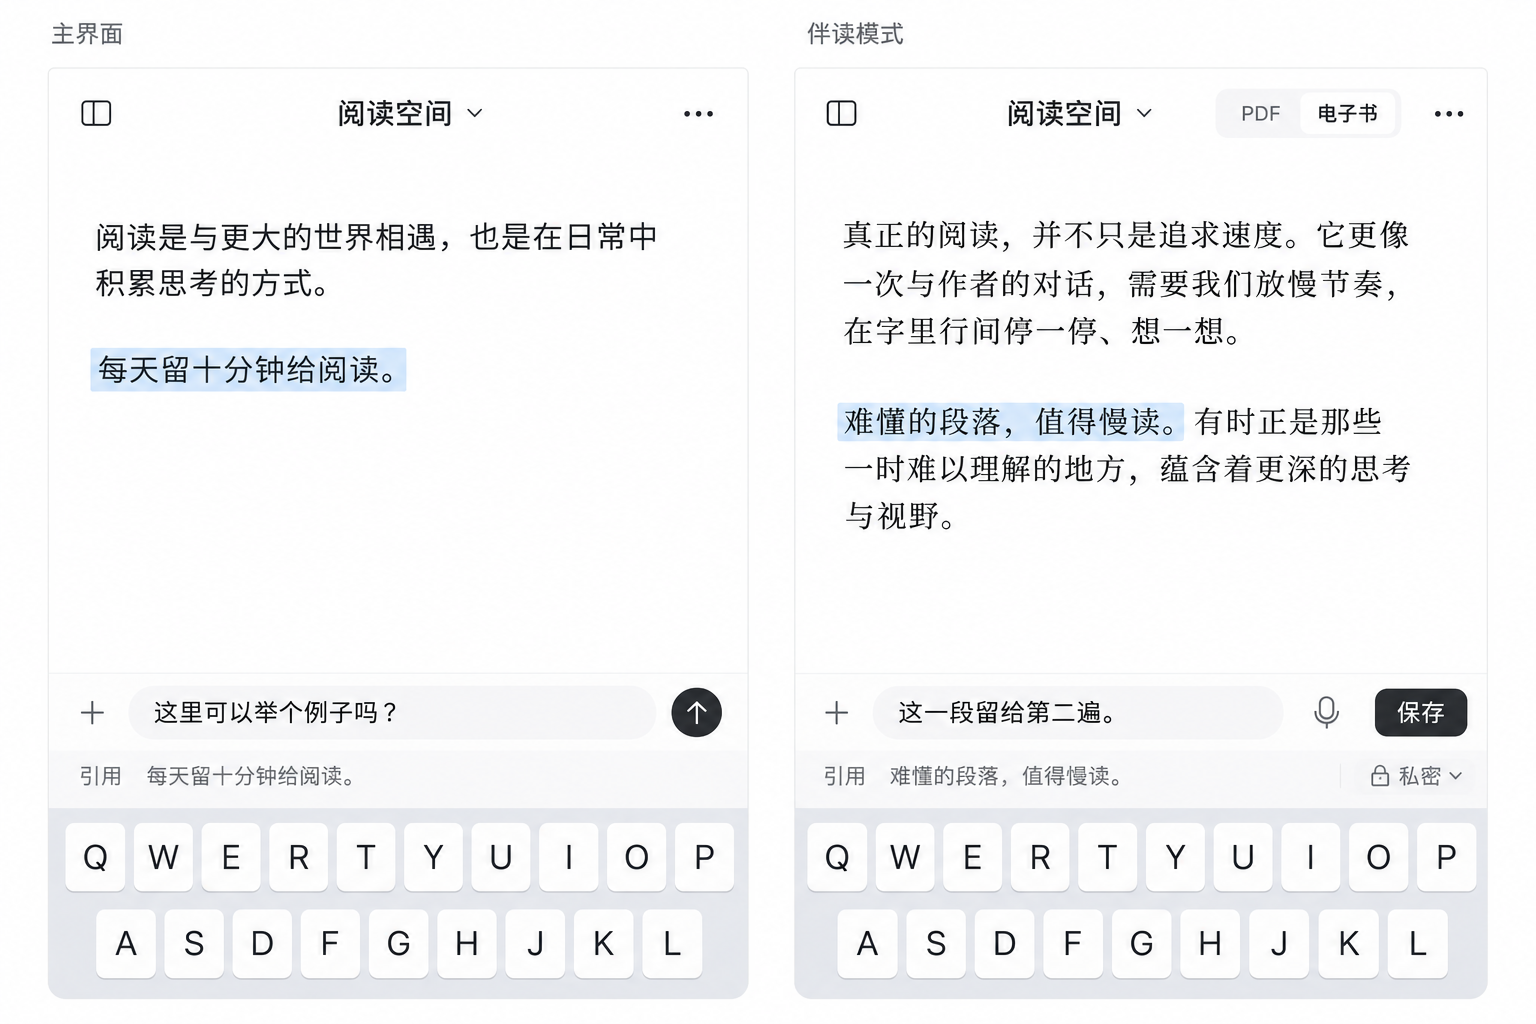 主界面
阅读空间
阅读是与更大的世界相遇，也是在日常中
积累思考的方式。
每天留十分钟给阅读。
这里可以举个例子吗？
引用 每天留十分钟给阅读。
Q W E R T Y U I O P
A S D F G H J K L
伴读模式
阅读空间 PDF 电子书
真正的阅读，并不只是追求速度。它更像
一次与作者的对话，需要我们放慢节奏，
在字里行间停一停、想一想。
难懂的段落，值得慢读。有时正是那些
一时难以理解的地方，蕴含着更深的思考
与视野。
这一段留给第二遍。 保存
引用 难懂的段落，值得慢读。 私密
Q W E R T Y U I O P
A S D F G H J K L